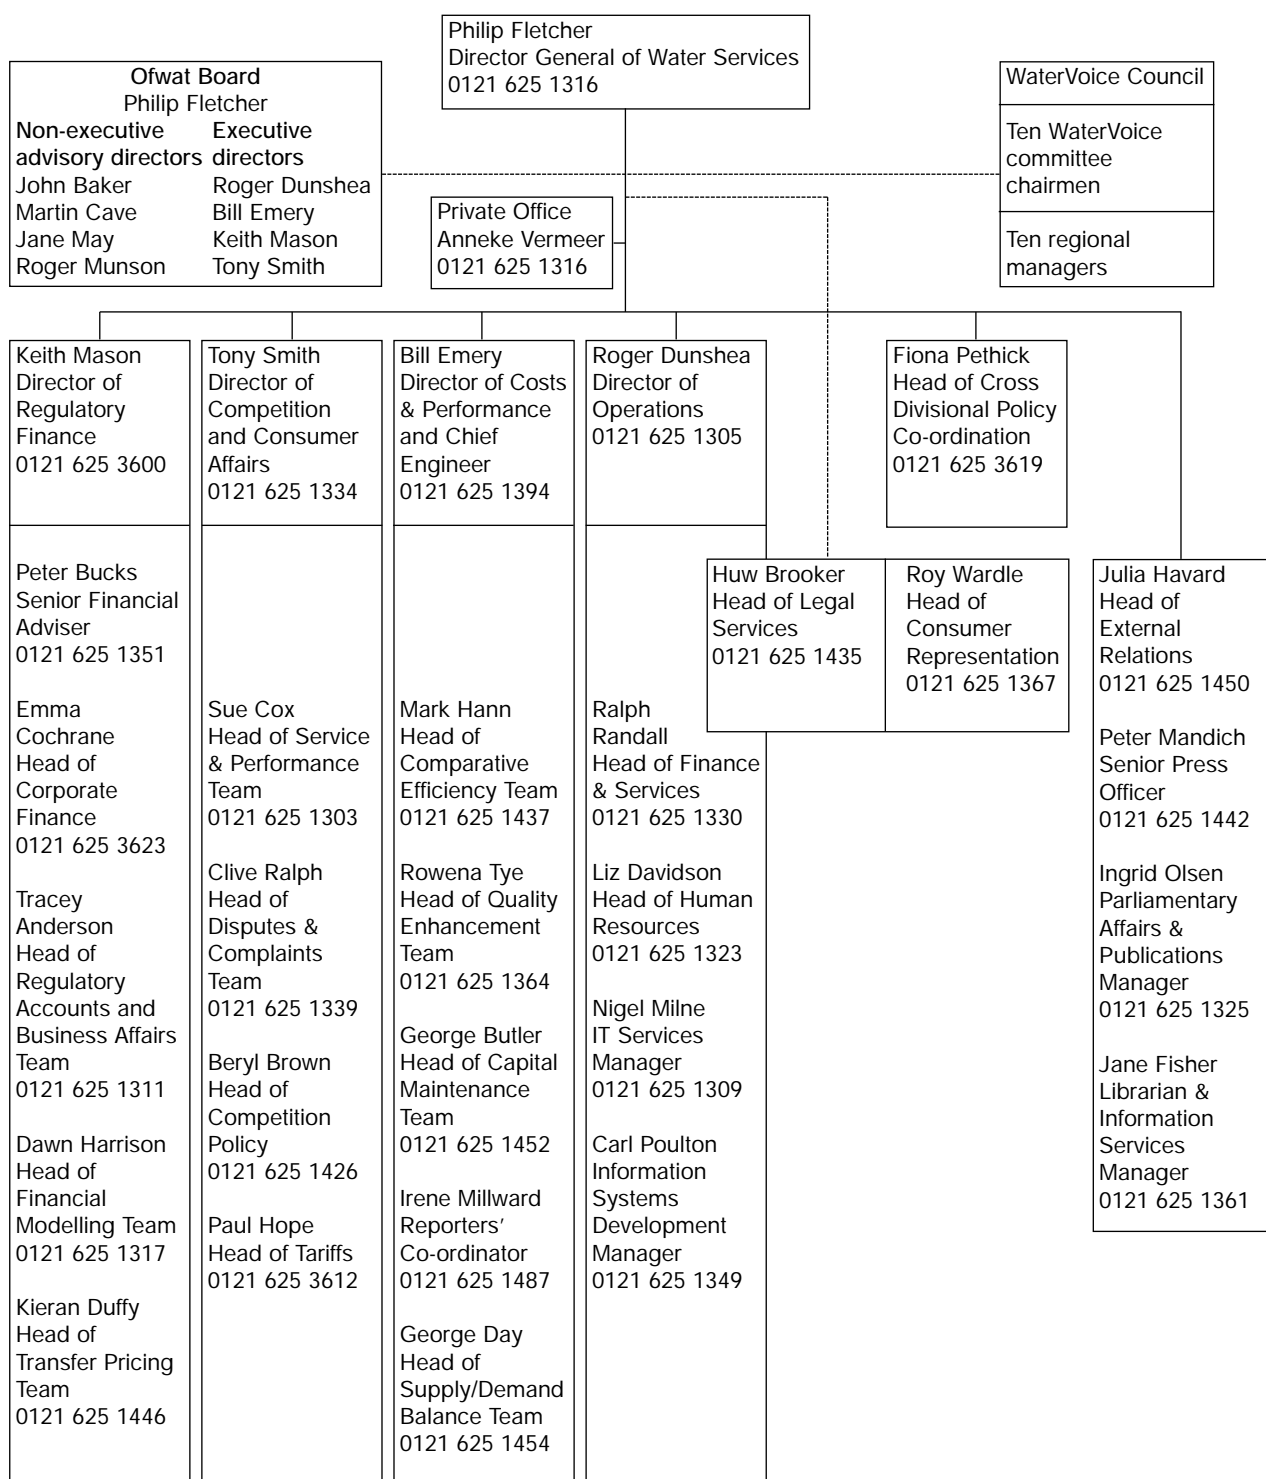 Philip Fletcher
Director General of Water Services
0121 625 1316
Ofwat Board
Philip Fletcher
Non-executive
advisory directors
John Baker
Martin Cave
Jane May
Roger Munson
Executive
directors
Roger Dunshea
Bill Emery
Keith Mason
Tony Smith
WaterVoice Council
Ten WaterVoice
committee
chairmen
Ten regional
managers
Private Office
Anneke Vermeer
0121 625 1316
Keith Mason
Director of
Regulatory
Finance
0121 625 3600
Peter Bucks
Senior Financial
Adviser
0121 625 1351
Emma
Cochrane
Head of
Corporate
Finance
0121 625 3623
Tracey
Anderson
Head of
Regulatory
Accounts and
Business Affairs
Team
0121 625 1311
Dawn Harrison
Head of
Financial
Modelling Team
0121 625 1317
Kieran Duffy
Head of
Transfer Pricing
Team
0121 625 1446
Tony Smith
Director of
Competition
and Consumer
Affairs
0121 625 1334
Sue Cox
Head of Service
& Performance
Team
0121 625 1303
Clive Ralph
Head of
Disputes &
Complaints
Team
0121 625 1339
Beryl Brown
Head of
Competition
Policy
0121 625 1426
Paul Hope
Head of Tariffs
0121 625 3612
Bill Emery
Director of Costs
& Performance
and Chief
Engineer
0121 625 1394
Mark Hann
Head of
Comparative
Efficiency Team
0121 625 1437
Rowena Tye
Head of Quality
Enhancement
Team
0121 625 1364
George Butler
Head of Capital
Maintenance
Team
0121 625 1452
Irene Millward
Reporters’
Co-ordinator
0121 625 1487
George Day
Head of
Supply/Demand
Balance Team
0121 625 1454
Roger Dunshea
Director of
Operations
0121 625 1305
Ralph
Randall
Head of Finance
& Services
0121 625 1330
Liz Davidson
Head of Human
Resources
0121 625 1323
Nigel Milne
IT Services
Manager
0121 625 1309
Carl Poulton
Information
Systems
Development
Manager
0121 625 1349
Huw Brooker
Head of Legal
Services
0121 625 1435
Fiona Pethick
Head of Cross
Divisional Policy
Co-ordination
0121 625 3619
Roy Wardle
Head of
Consumer
Representation
0121 625 1367
Julia Havard
Head of
External
Relations
0121 625 1450
Peter Mandich
Senior Press
Officer
0121 625 1442
Ingrid Olsen
Parliamentary
Affairs &
Publications
Manager
0121 625 1325
Jane Fisher
Librarian &
Information
Services
Manager
0121 625 1361